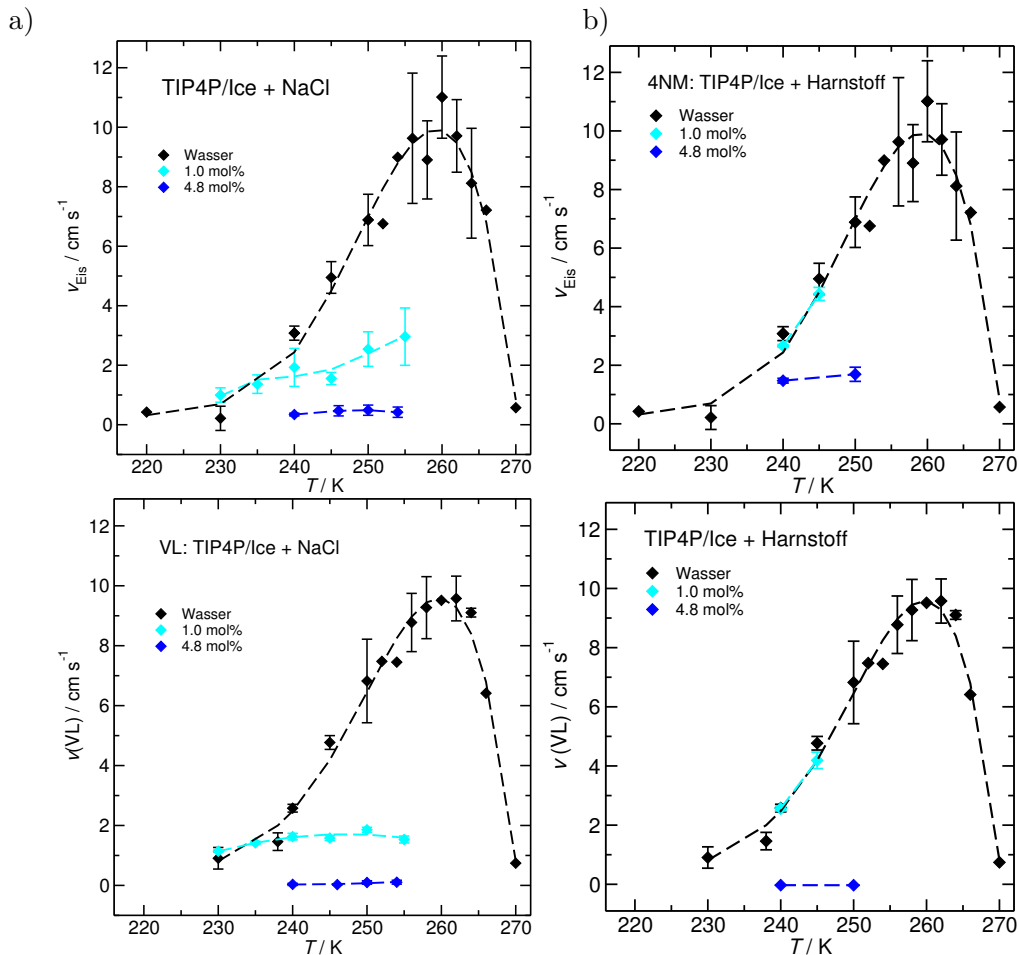 a)
12
10
8
6
4
2
0
v_Eis / cm s⁻¹
TIP4P/Ice + NaCl
Wasser
1.0 mol%
4.8 mol%
220 230 240 250 260 270
T / K
b)
12
10
8
6
4
2
0
v_Eis / cm s⁻¹
4NM: TIP4P/Ice + Harnstoff
Wasser
1.0 mol%
4.8 mol%
220 230 240 250 260 270
T / K
12
10
8
6
4
2
0
v(VL) / cm s⁻¹
VL: TIP4P/Ice + NaCl
Wasser
1.0 mol%
4.8 mol%
220 230 240 250 260 270
T / K
12
10
8
6
4
2
0
v (VL) / cm s⁻¹
TIP4P/Ice + Harnstoff
Wasser
1.0 mol%
4.8 mol%
220 230 240 250 260 270
T / K